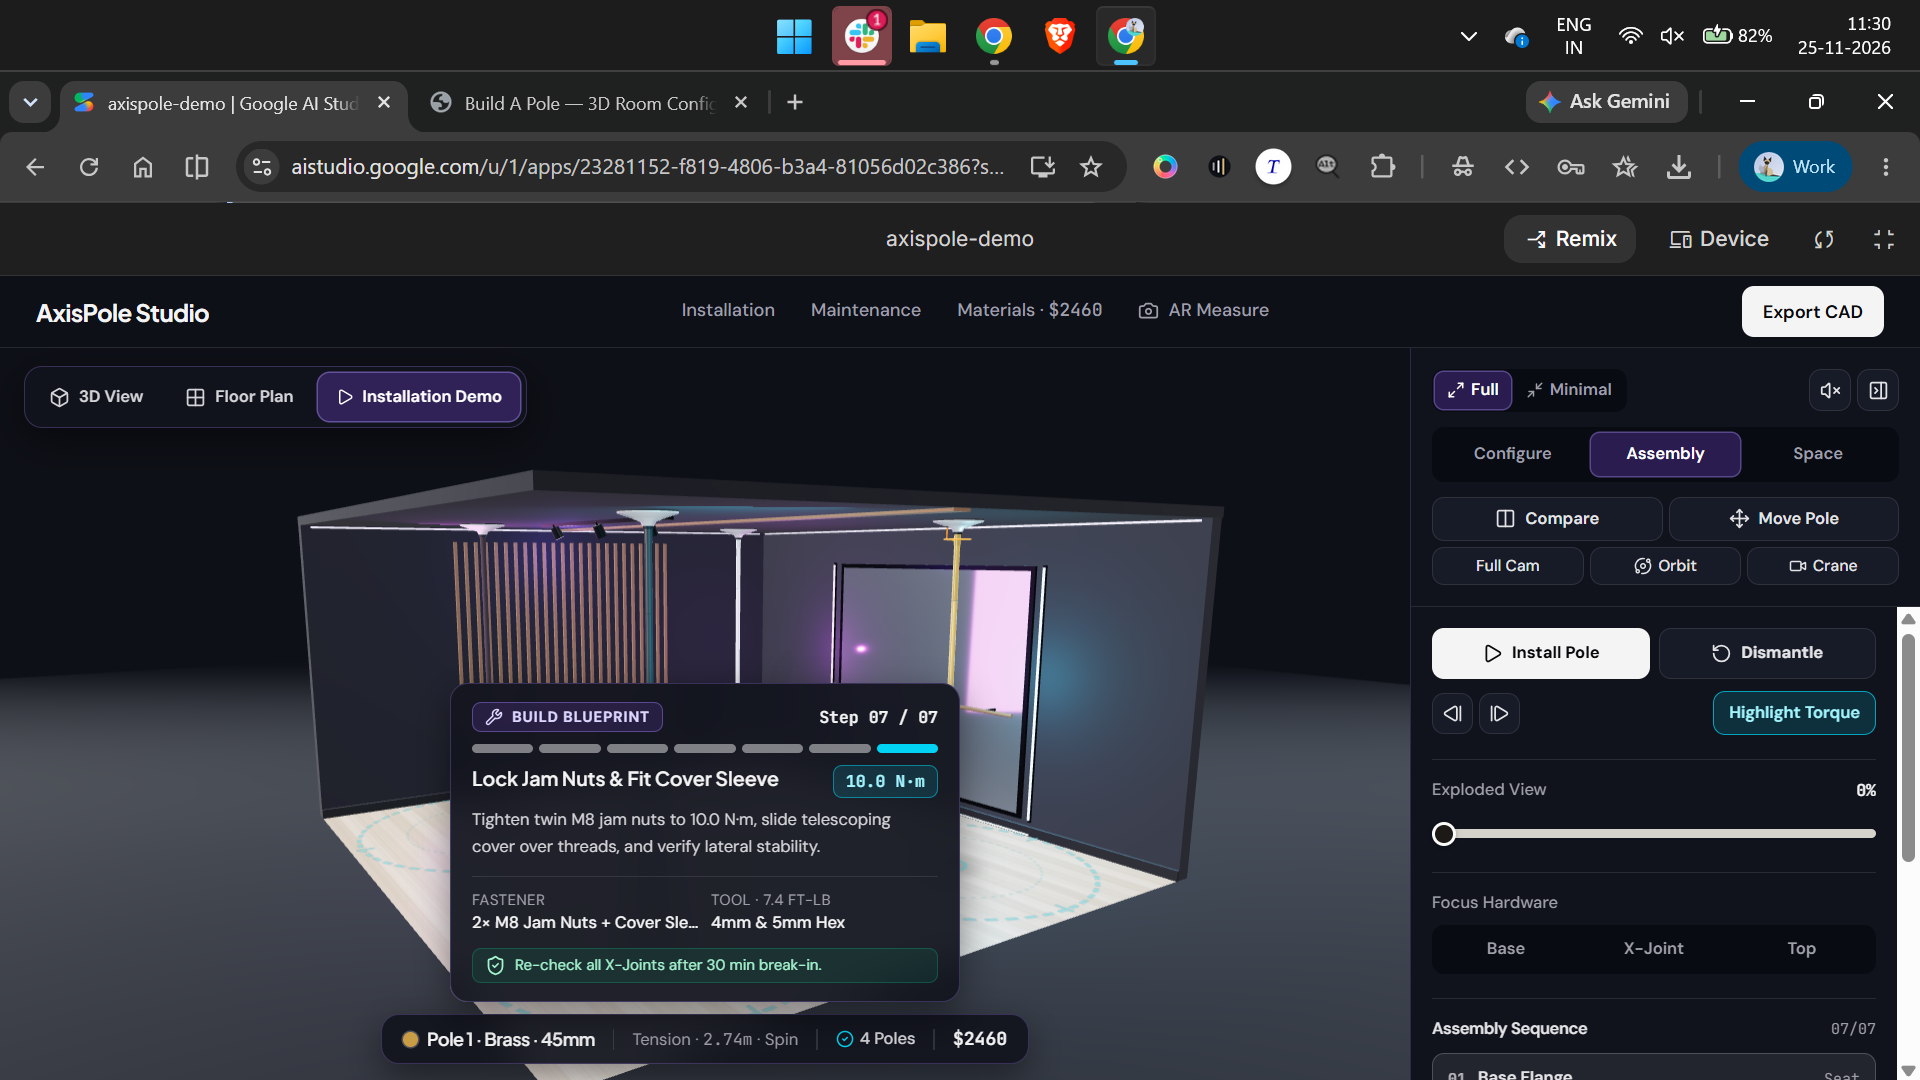 1
ENG
IN
82%
11:30
25-11-2026
axispole-demo | Google AI Stud
Build A Pole — 3D Room Config
Ask Gemini
aistudio.google.com/u/1/apps/23281152-f819-4806-b3a4-81056d02c386?s...
T
Alt
Work
axispole-demo
Remix
Device
AxisPole Studio
Installation
Maintenance
Materials · $2460
AR Measure
Export CAD
3D View
Floor Plan
Installation Demo
Full
Minimal
Configure
Assembly
Space
Compare
Move Pole
Full Cam
Orbit
Crane
Install Pole
Dismantle
Highlight Torque
Exploded View
0%
Focus Hardware
Base
X-Joint
Top
Assembly Sequence
07/07
01 Base Flange
Seat
BUILD BLUEPRINT
Step 07 / 07
Lock Jam Nuts & Fit Cover Sleeve
10.0 N·m
Tighten twin M8 jam nuts to 10.0 N·m, slide telescoping
cover over threads, and verify lateral stability.
FASTENER
TOOL · 7.4 FT-LB
2× M8 Jam Nuts + Cover Sle...
4mm & 5mm Hex
Re-check all X-Joints after 30 min break-in.
Pole 1 · Brass · 45mm
Tension · 2.74m · Spin
4 Poles
$2460